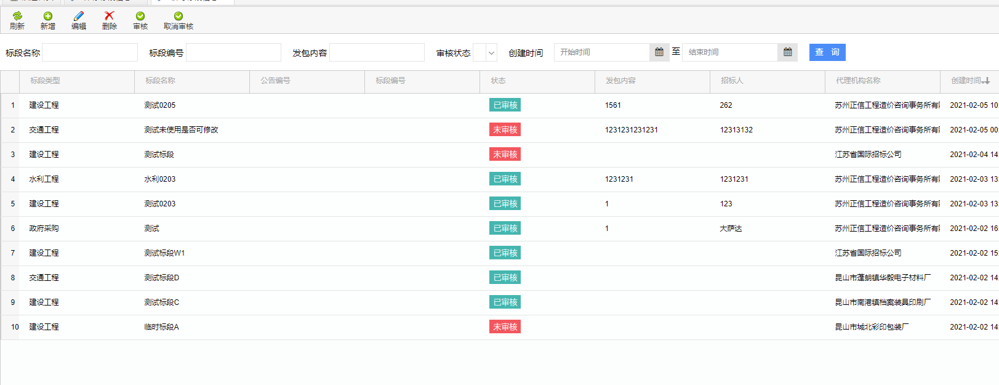 刷新 新增 编辑 删除 审核 取消审核
标段名称 标段编号 发包内容 审核状态 创建时间 开始时间 至 结束时间 查 询
标段类型 标段名称 公告编号 标段编号 状态 发包内容 招标人 代理机构名称 创建时间
1 建设工程 测试0205 已审核 1561 262 苏州正信工程造价咨询事务所有 2021-02-05 10
2 交通工程 测试未使用是否可修改 未审核 1231231231231 12313132 苏州正信工程造价咨询事务所有 2021-02-05 00
3 建设工程 测试标段 未审核 江苏省国际招标公司 2021-02-04 14
4 水利工程 水利0203 已审核 1231231 1231231 苏州正信工程造价咨询事务所有 2021-02-03 13
5 建设工程 测试0203 已审核 1 123 苏州正信工程造价咨询事务所有 2021-02-03 13
6 政府采购 测试 已审核 1 大萨达 苏州正信工程造价咨询事务所有 2021-02-02 16
7 建设工程 测试标段W1 已审核 江苏省国际招标公司 2021-02-02 15
8 交通工程 测试标段D 已审核 昆山市蓬朗镇华毅电子材料厂 2021-02-02 14
9 建设工程 测试标段C 已审核 昆山市南港镇档案装具印刷厂 2021-02-02 14
10 建设工程 临时标段A 未审核 昆山市城北彩印包装厂 2021-02-02 14